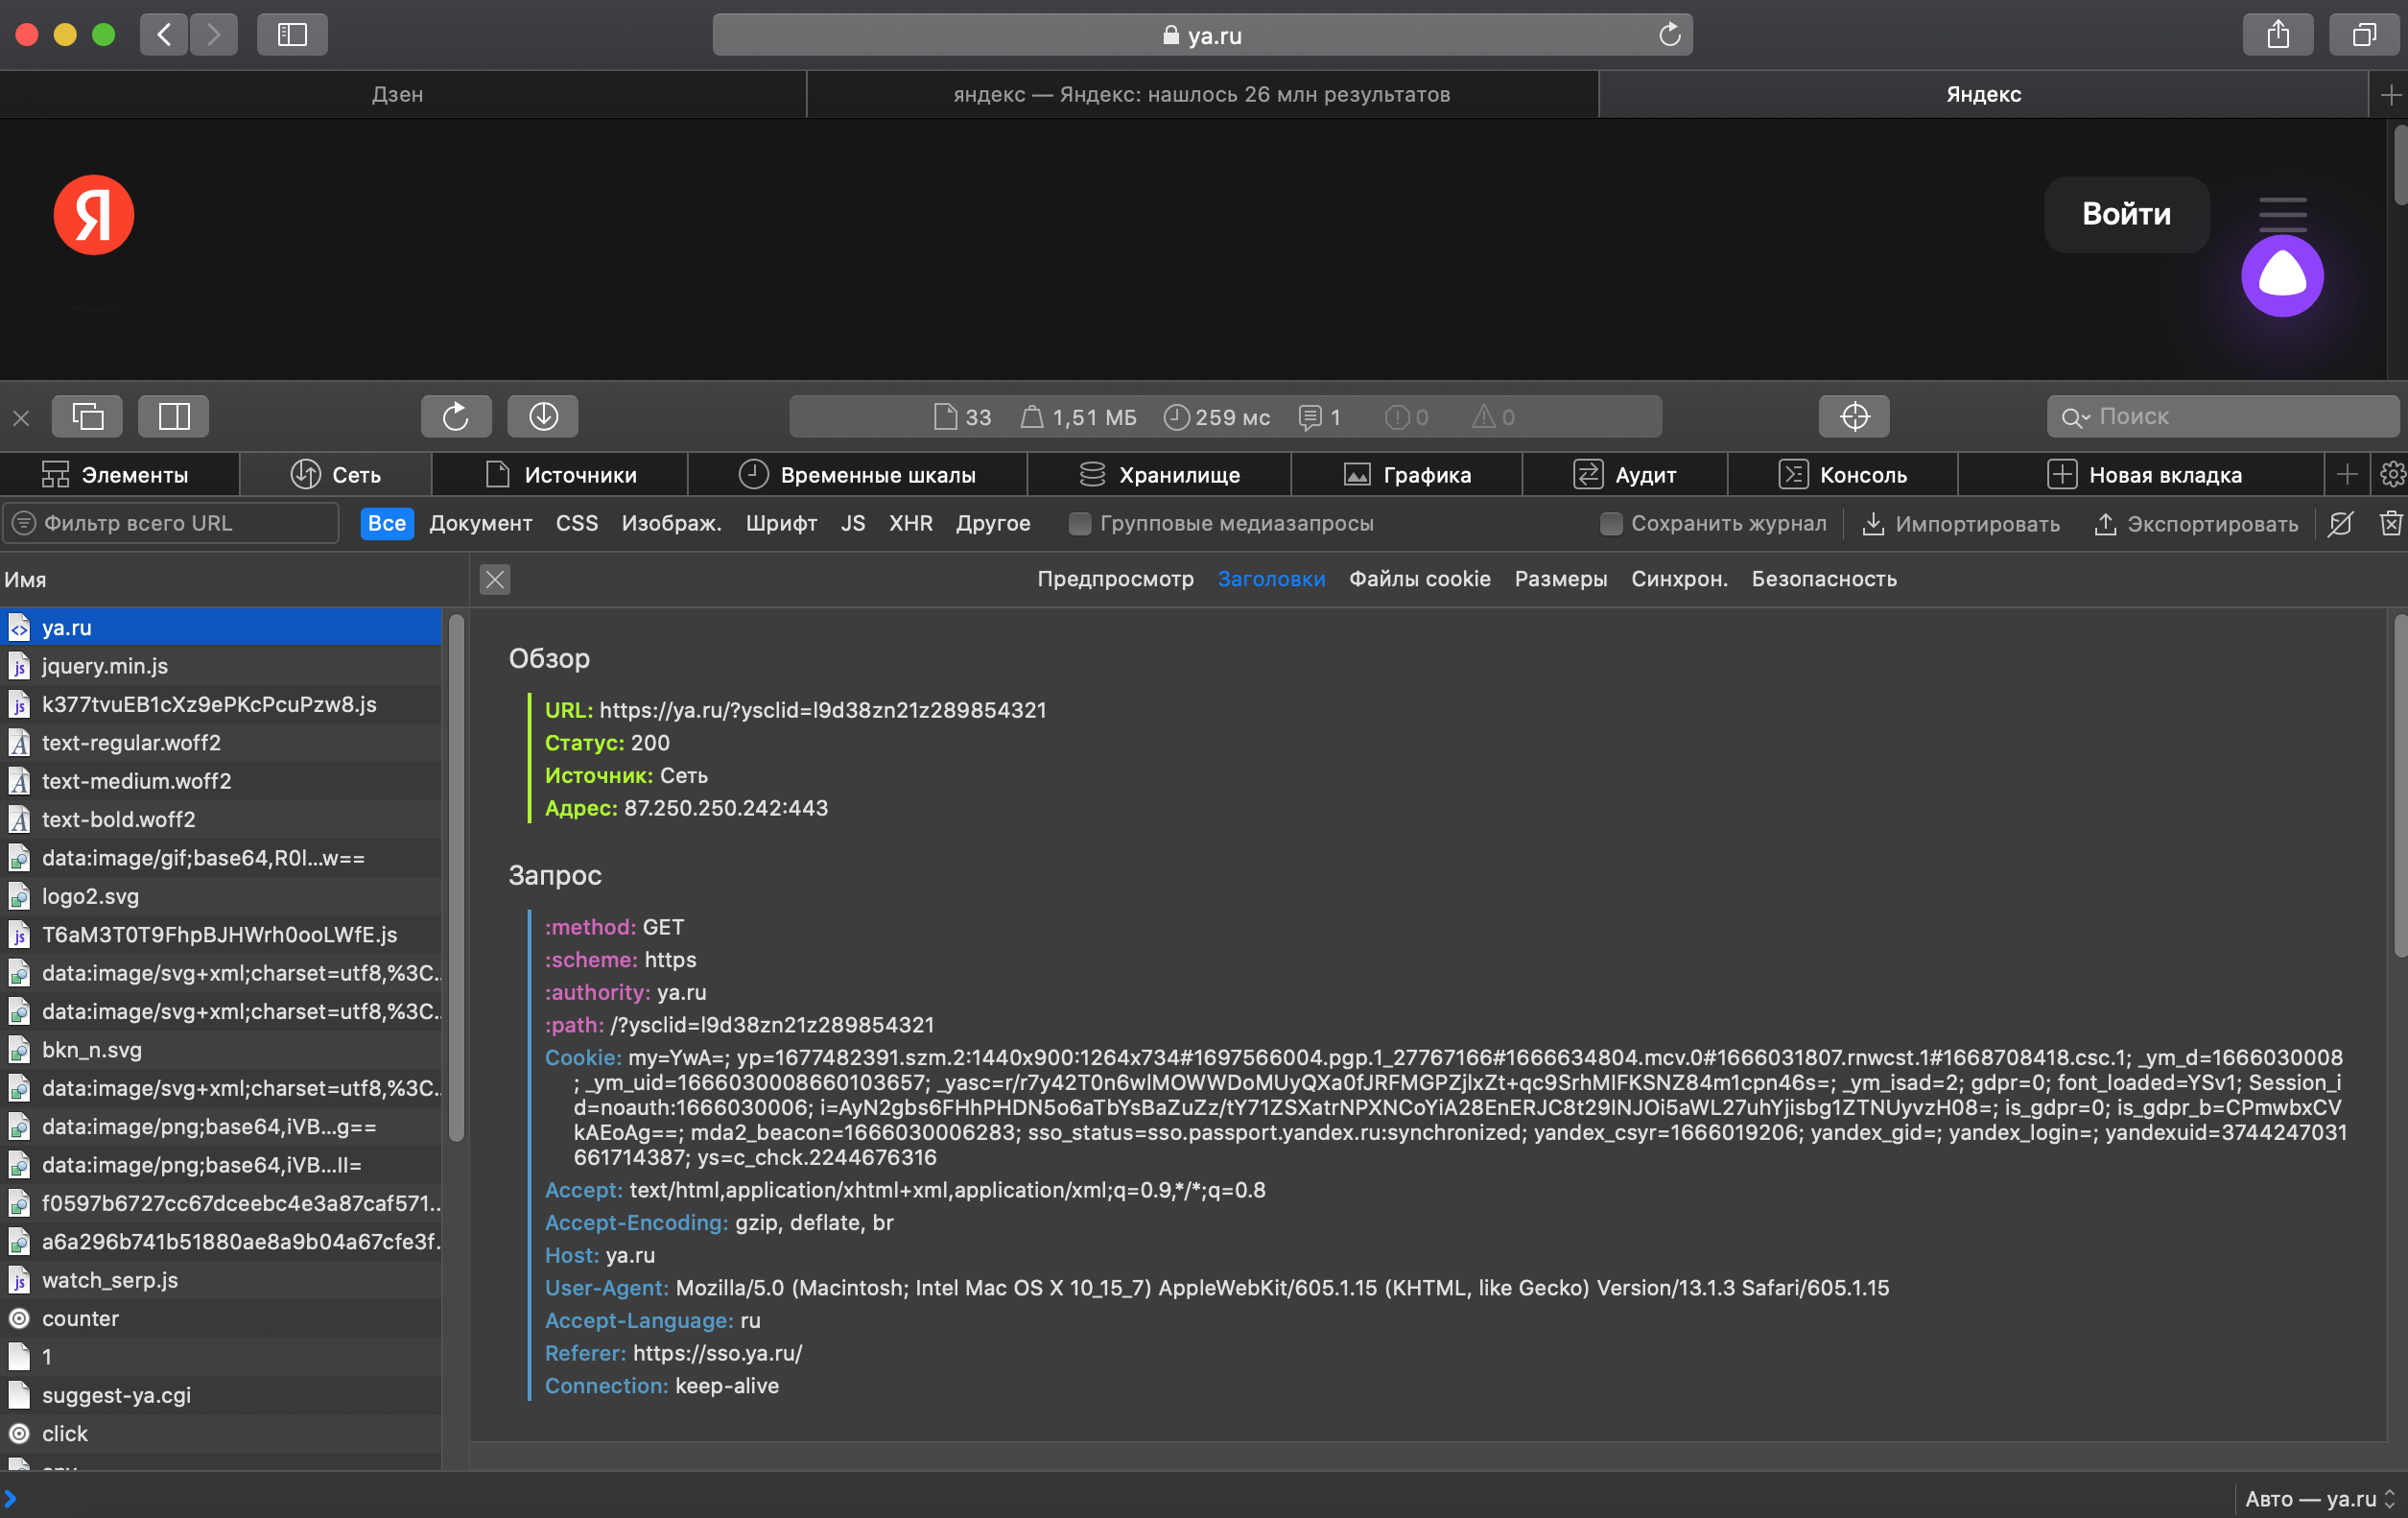 ya.ru
Дзен
яндекс — Яндекс: нашлось 26 млн результатов
Яндекс
Я
Войти
33
1,51 МБ
259 мс
1
0
0
Поиск
Элементы
Сеть
Источники
Временные шкалы
Хранилище
Графика
Аудит
Консоль
Новая вкладка
Фильтр всего URL
Все
Документ
CSS
Изображ.
Шрифт
JS
XHR
Другое
Групповые медиазапросы
Сохранить журнал
Импортировать
Экспортировать
Имя
Предпросмотр
Заголовки
Файлы cookie
Размеры
Синхрон.
Безопасность
ya.ru
jquery.min.js
k377tvuEB1cXz9ePKcPcuPzw8.js
text-regular.woff2
text-medium.woff2
text-bold.woff2
data:image/gif;base64,R0l…w==
logo2.svg
T6aM3T0T9FhpBJHWrh0ooLWfE.js
data:image/svg+xml;charset=utf8,%3C…
data:image/svg+xml;charset=utf8,%3C…
bkn_n.svg
data:image/svg+xml;charset=utf8,%3C…
data:image/png;base64,iVB…g==
data:image/png;base64,iVB…II=
f0597b6727cc67dceebc4e3a87caf571…
a6a296b741b51880ae8a9b04a67cfe3f…
watch_serp.js
counter
1
suggest-ya.cgi
click
Обзор
URL: https://ya.ru/?ysclid=l9d38zn21z289854321
Статус: 200
Источник: Сеть
Адрес: 87.250.250.242:443
Запрос
:method: GET
:scheme: https
:authority: ya.ru
:path: /?ysclid=l9d38zn21z289854321
Cookie: my=YwA=; yp=1677482391.szm.2:1440x900:1264x734#1697566004.pgp.1_27767166#1666634804.mcv.0#1666031807.rnwcst.1#1668708418.csc.1; _ym_d=1666030008
; _ym_uid=1666030008660103657; _yasc=r/r7y42T0n6wIMOWWDoMUyQXa0fJRFMGPZjlxZt+qc9SrhMIFKSNZ84m1cpn46s=; _ym_isad=2; gdpr=0; font_loaded=YSv1; Session_i
d=noauth:1666030006; i=AyN2gbs6FHhPHDN5o6aTbYsBaZuZz/tY71ZSXatrNPXNCoYiA28EnERJC8t29INJOi5aWL27uhYjisbg1ZTNUyvzH08=; is_gdpr=0; is_gdpr_b=CPmwbxCV
kAEoAg==; mda2_beacon=1666030006283; sso_status=sso.passport.yandex.ru:synchronized; yandex_csyr=1666019206; yandex_gid=; yandex_login=; yandexuid=3744247031
661714387; ys=c_chck.2244676316
Accept: text/html,application/xhtml+xml,application/xml;q=0.9,*/*;q=0.8
Accept-Encoding: gzip, deflate, br
Host: ya.ru
User-Agent: Mozilla/5.0 (Macintosh; Intel Mac OS X 10_15_7) AppleWebKit/605.1.15 (KHTML, like Gecko) Version/13.1.3 Safari/605.1.15
Accept-Language: ru
Referer: https://sso.ya.ru/
Connection: keep-alive
Авто — ya.ru